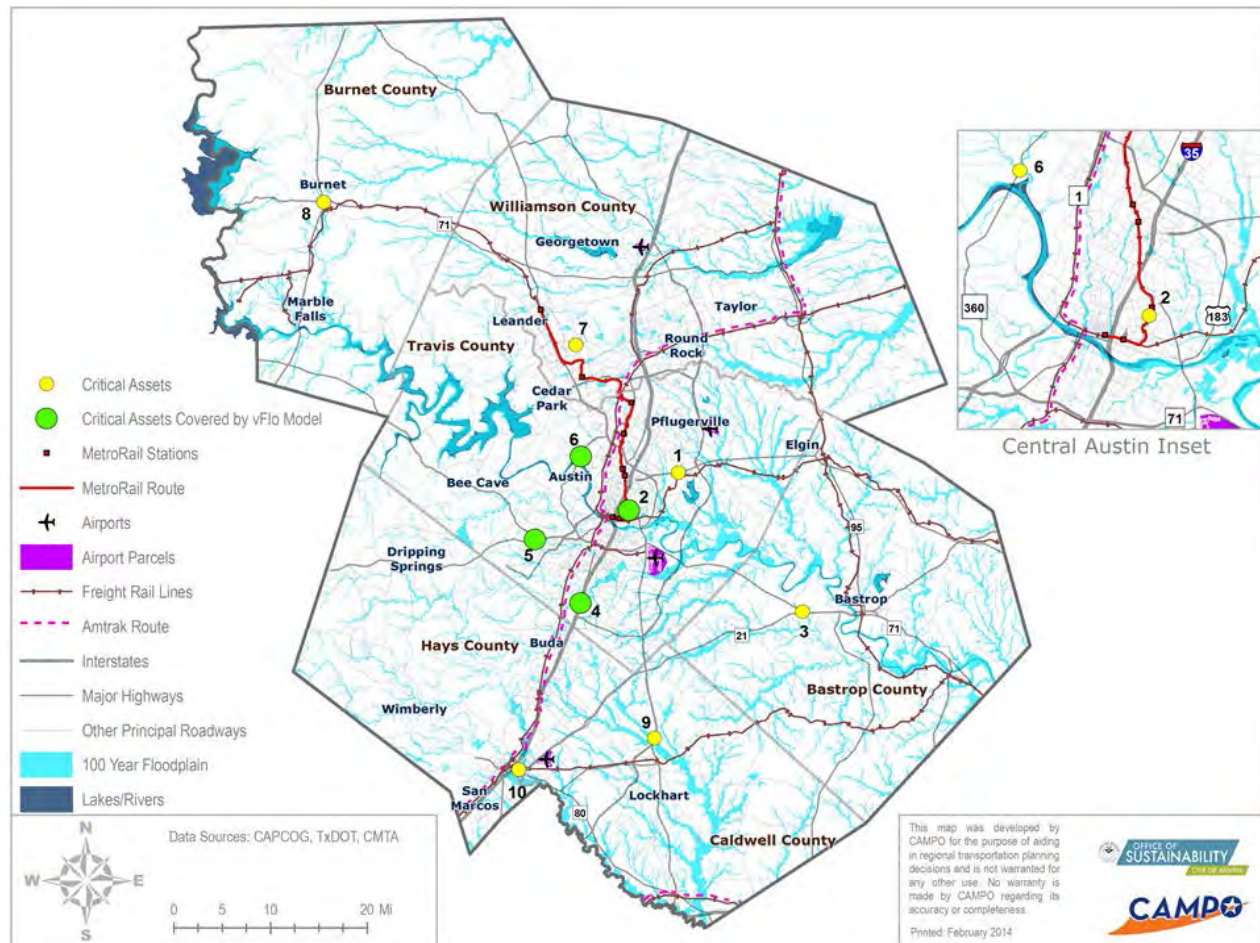 Burnet County
Burnet
8
Williamson County
71
Georgetown
Marble
Falls
Leander
7
Taylor
Travis County
Round
Rock
Cedar
Park
Pflugerville
6
Elgin
Austin
1
Bee Cave
2
95
Dripping
Springs
5
Bastrop
4
3
71
21
Hays County
Buda
Bastrop County
Wimberly
9
San
Marcos
10
Lockhart
80
Caldwell County
35
6
1
2
360
183
71
Central Austin Inset
Critical Assets
Critical Assets Covered by vFlo Model
MetroRail Stations
MetroRail Route
Airports
Airport Parcels
Freight Rail Lines
Amtrak Route
Interstates
Major Highways
Other Principal Roadways
100 Year Floodplain
Lakes/Rivers
N
W
E
S
Data Sources: CAPCOG, TxDOT, CMTA
0 5 10 20 Mi
This map was developed by
CAMPO for the purpose of aiding
in regional transportation planning
decisions and is not warranted for
any other use. No warranty is
made by CAMPO regarding its
accuracy or completeness.
Printed: February 2014
OFFICE OF
SUSTAINABILITY
CITY OF AUSTIN
CAMPO